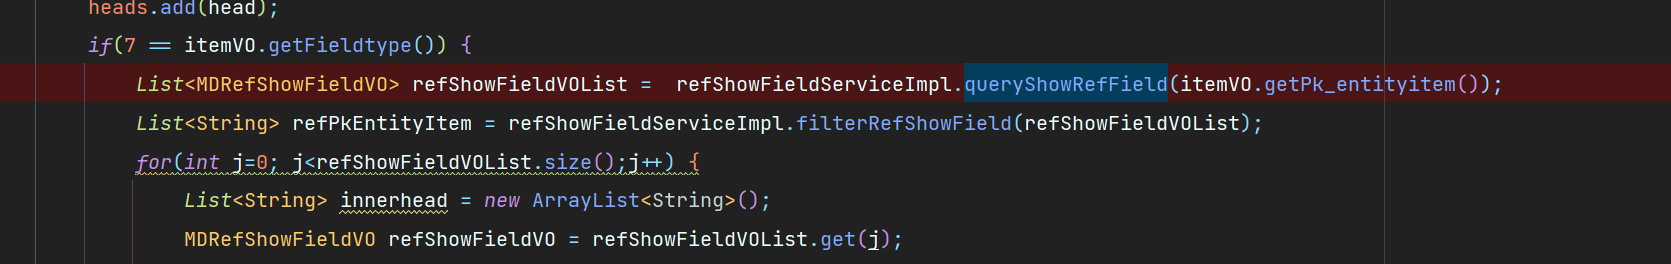 heads.add(head);
if(7 == itemVO.getFieldtype()) {
List<MDRefShowFieldVO> refShowFieldVOList =  refShowFieldServiceImpl.queryShowRefField(itemVO.getPk_entityitem());
List<String> refPkEntityItem = refShowFieldServiceImpl.filterRefShowField(refShowFieldVOList);
for(int j=0; j<refShowFieldVOList.size();j++) {
List<String> innerhead = new ArrayList<String>();
MDRefShowFieldVO refShowFieldVO = refShowFieldVOList.get(j);